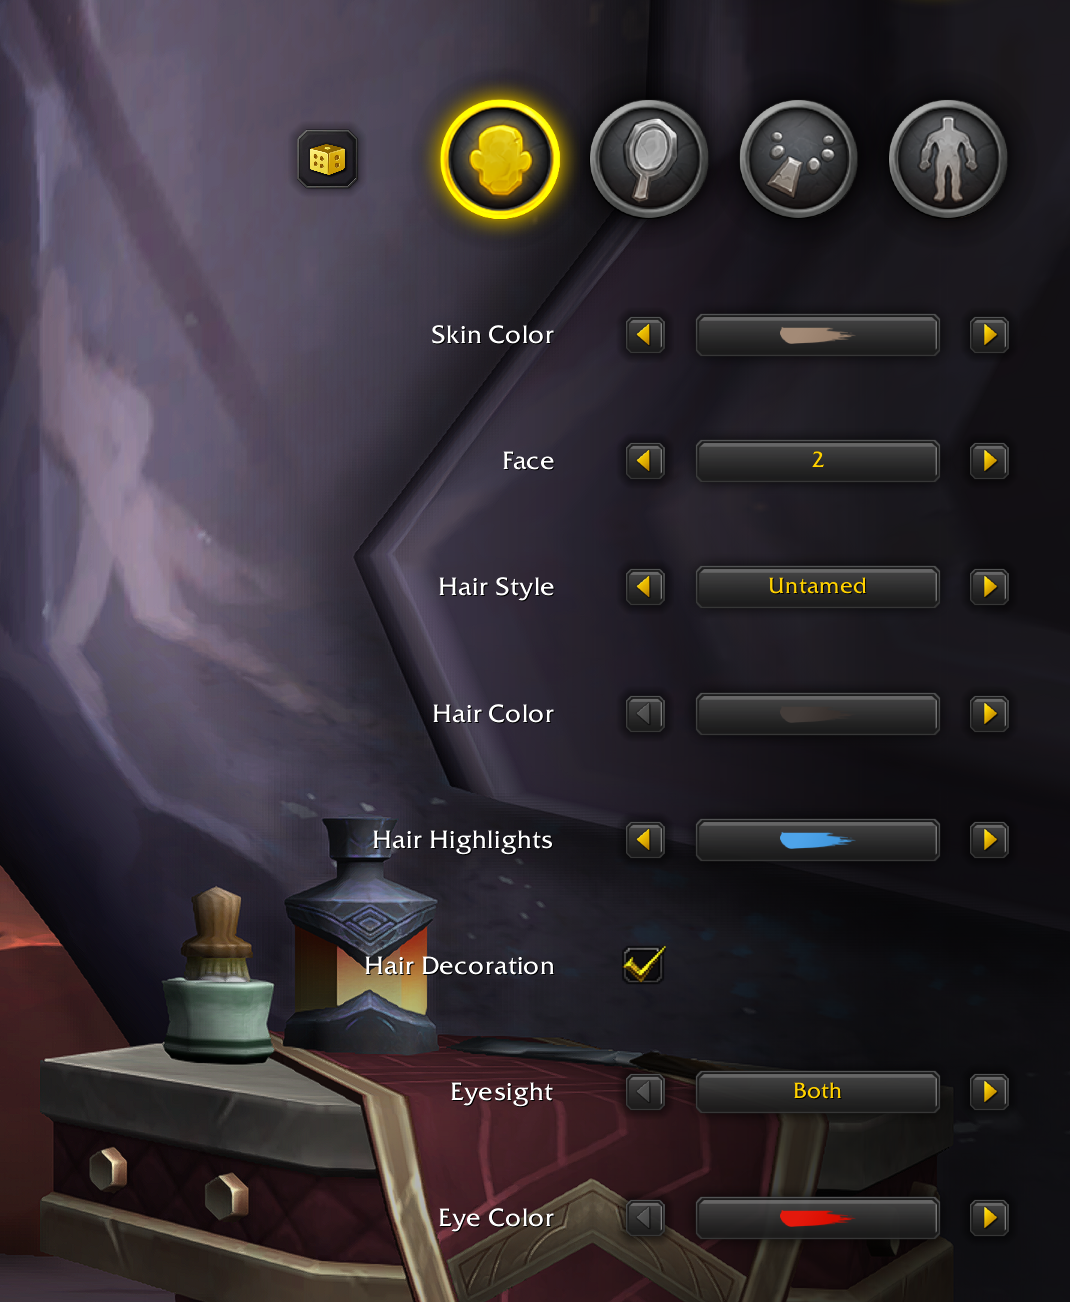 Skin Color
Face
2
Hair Style
Untamed
Hair Color
Hair Highlights
Hair Decoration
Eyesight
Both
Eye Color